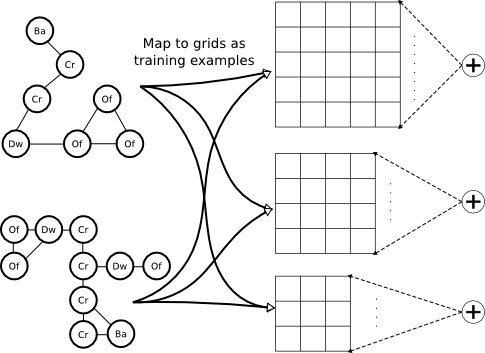 Ba
Map to grids as
training examples
Cr
Cr
Of
Dw
Of
Of
+
+
Of
Dw
Cr
Of
Cr
Dw
Of
Cr
+
Cr
Ba